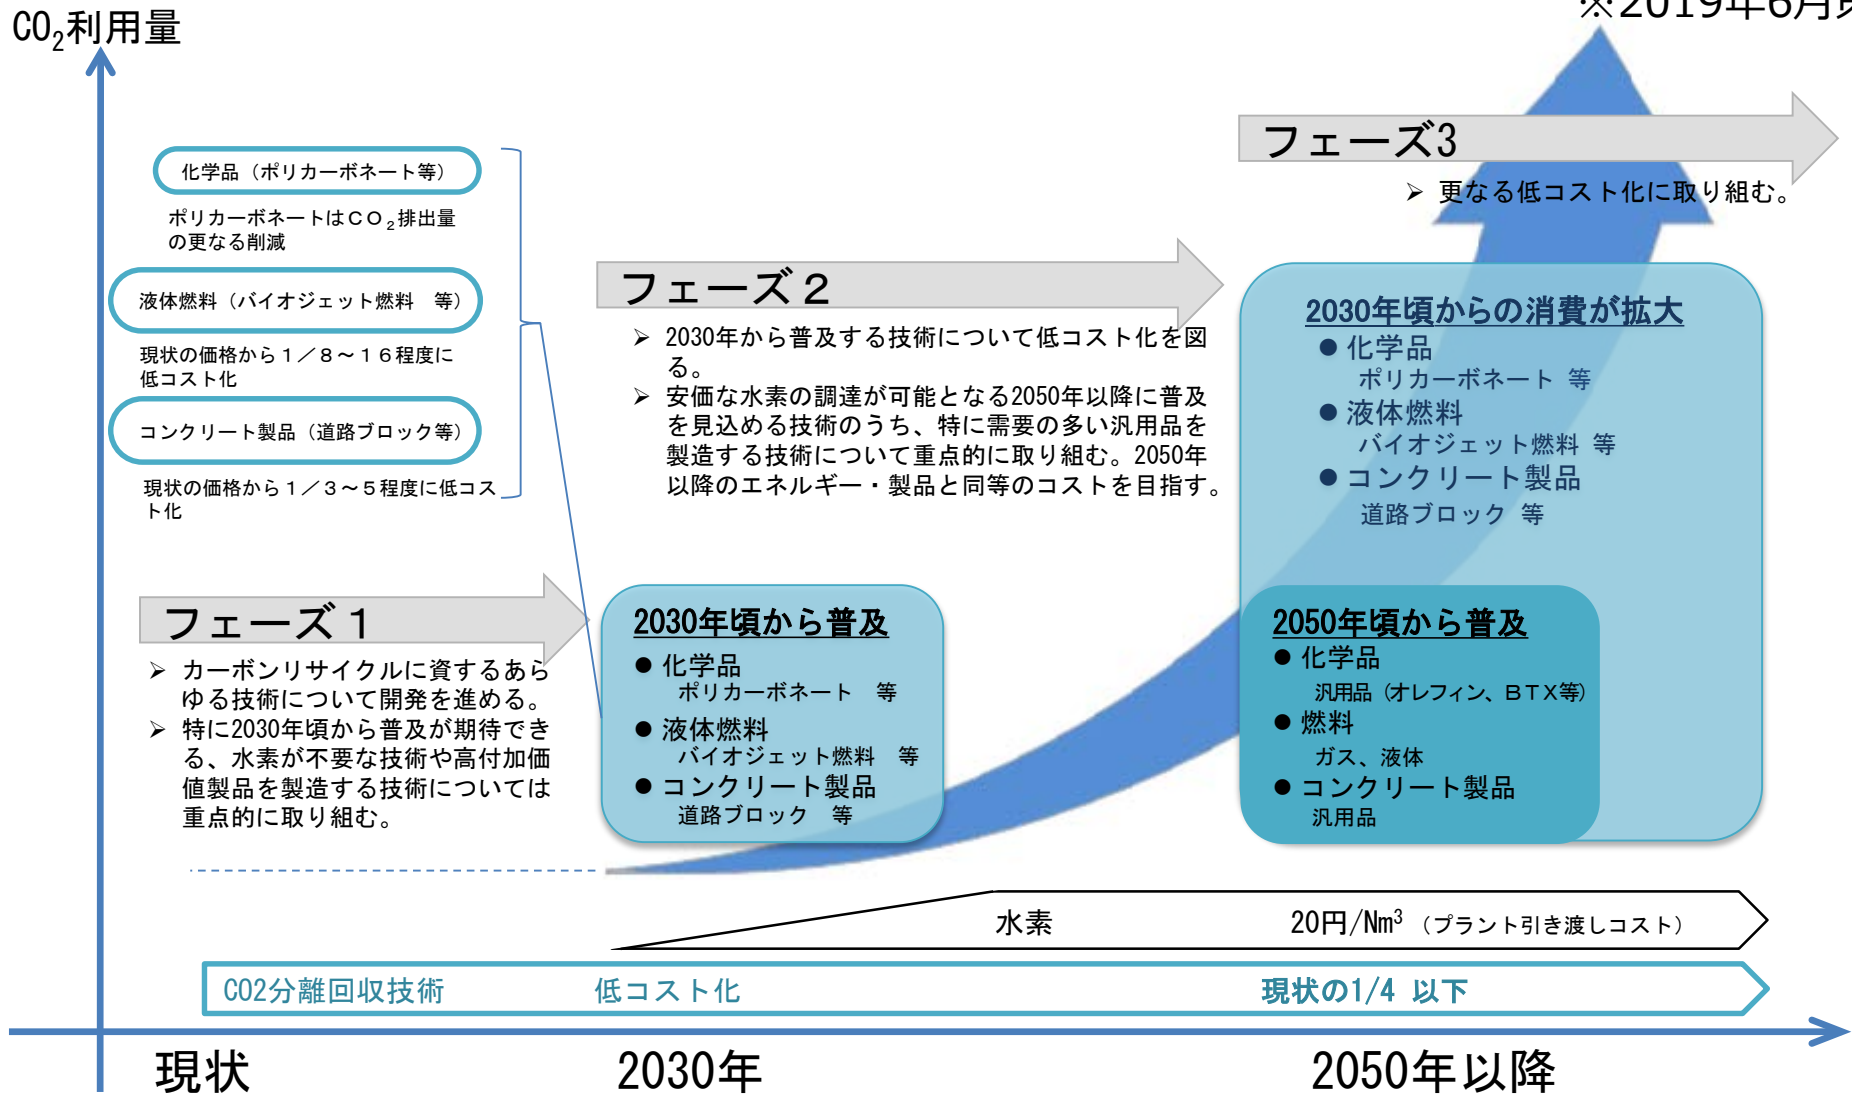 ※2019年6月
CO2利用量
化学品（ポリカーボネート等）
ポリカーボネートはＣＯ2排出量
の更なる削減
液体燃料（バイオジェット燃料　等）
現状の価格から１／８～１６程度に
低コスト化
コンクリート製品（道路ブロック等）
現状の価格から１／３～５程度に低コス
ト化
フェーズ１
➢ カーボンリサイクルに資するあら
ゆる技術について開発を進める。
➢ 特に2030年頃から普及が期待でき
る、水素が不要な技術や高付加価
値製品を製造する技術については
重点的に取り組む。
フェーズ２
➢ 2030年から普及する技術について低コスト化を図
る。
➢ 安価な水素の調達が可能となる2050年以降に普及
を見込める技術のうち、特に需要の多い汎用品を
製造する技術について重点的に取り組む。2050年
以降のエネルギー・製品と同等のコストを目指す。
2030年頃から普及
● 化学品
ポリカーボネート　等
● 液体燃料
バイオジェット燃料　等
● コンクリート製品
道路ブロック　等
フェーズ3
➢ 更なる低コスト化に取り組む。
2030年頃からの消費が拡大
● 化学品
ポリカーボネート 等
● 液体燃料
バイオジェット燃料 等
● コンクリート製品
道路ブロック 等
2050年頃から普及
● 化学品
汎用品（オレフィン、ＢＴＸ等）
● 燃料
ガス、液体
● コンクリート製品
汎用品
水素　20円/Nm3（プラント引き渡しコスト）
CO2分離回収技術　低コスト化　現状の1/4 以下
現状　2030年　2050年以降